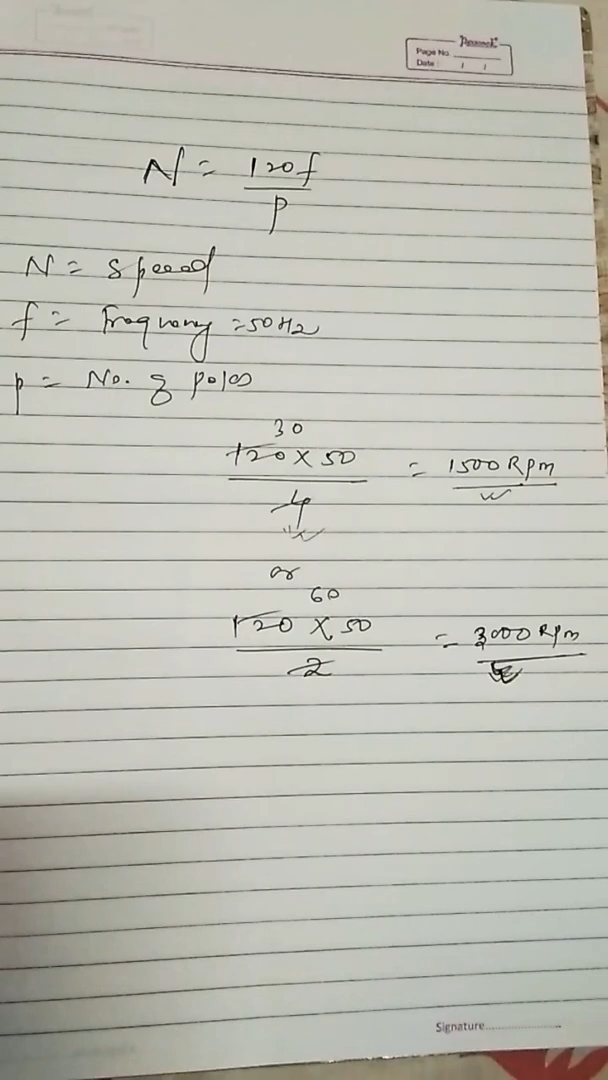 Peacock
Page No.
Date : / /
N = 120f
P
N = Speed
f = Frequency = 50Hz
p = No. of poles
30
120 X 50 = 1500 Rpm
4
or
60
120 X 50 = 3000 Rpm
2
Signature........................